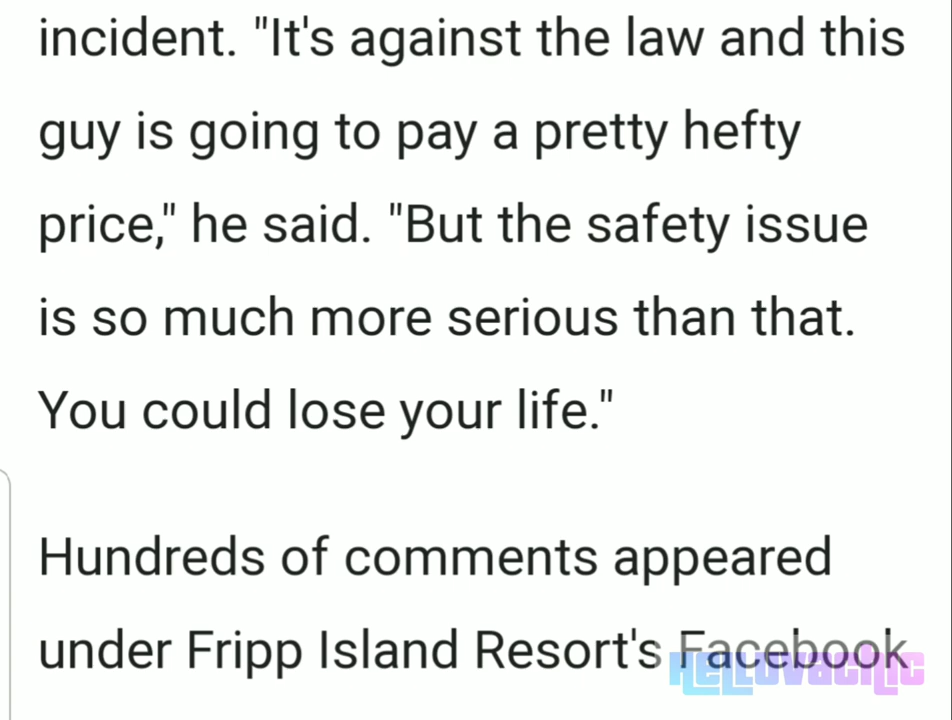 incident. "It's against the law and this
guy is going to pay a pretty hefty
price," he said. "But the safety issue
is so much more serious than that.
You could lose your life."
Hundreds of comments appeared
under Fripp Island Resort's Facebook